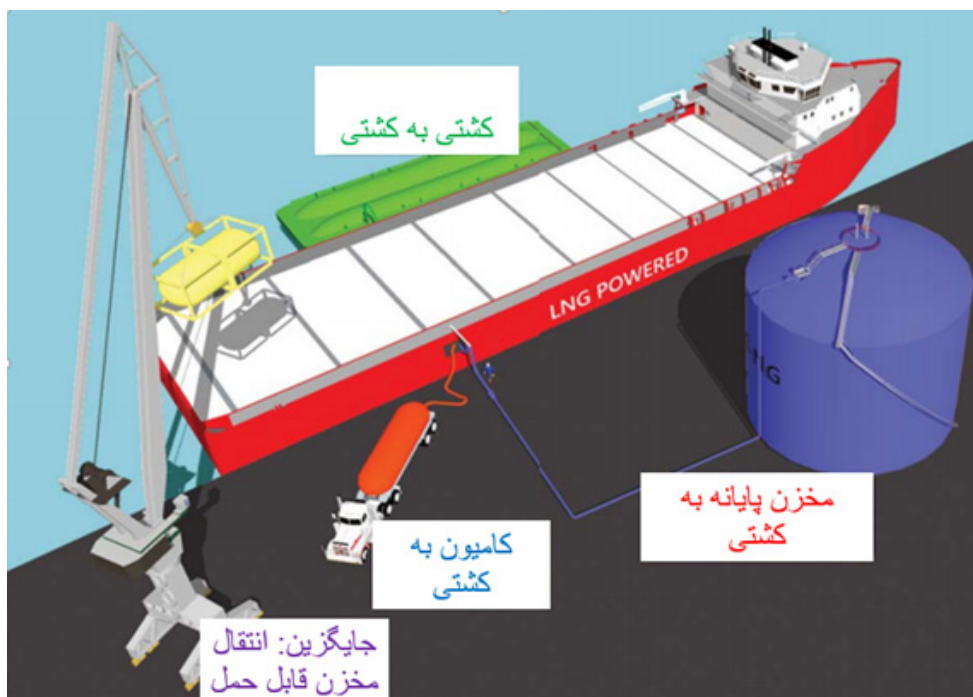 کشتی به کشتی
LNG POWERED
مخزن پایانه به
کشتی
کامیون به
کشتی
جایگزین: انتقال
مخزن قابل حمل